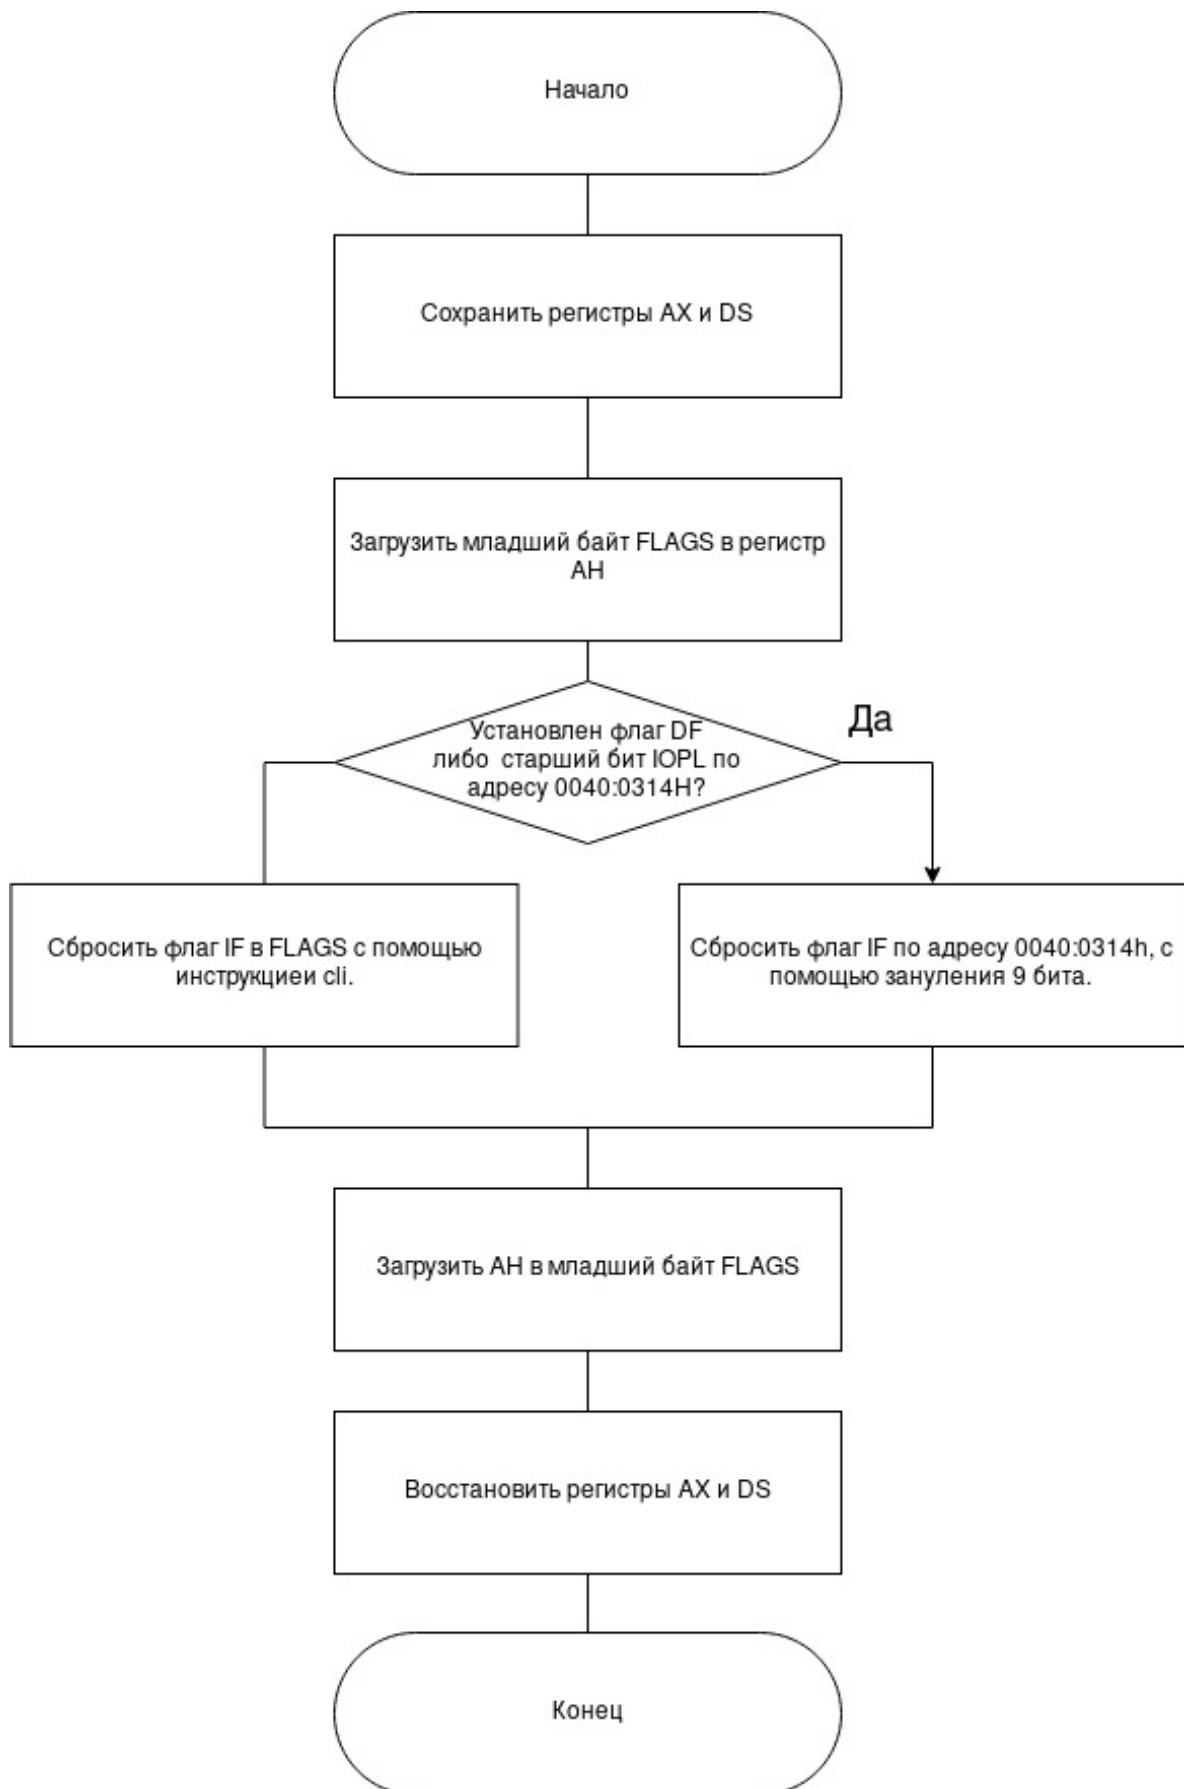 Начало
Сохранить регистры AX и DS
Загрузить младший байт FLAGS в регистр
AH
Установлен флаг DF
либо старший бит IOPL по
адресу 0040:0314H?
Да
Сбросить флаг IF в FLAGS с помощью
инструкциеи cli.
Сбросить флаг IF по адресу 0040:0314h, с
помощью зануления 9 бита.
Загрузить AH в младший байт FLAGS
Восстановить регистры AX и DS
Конец